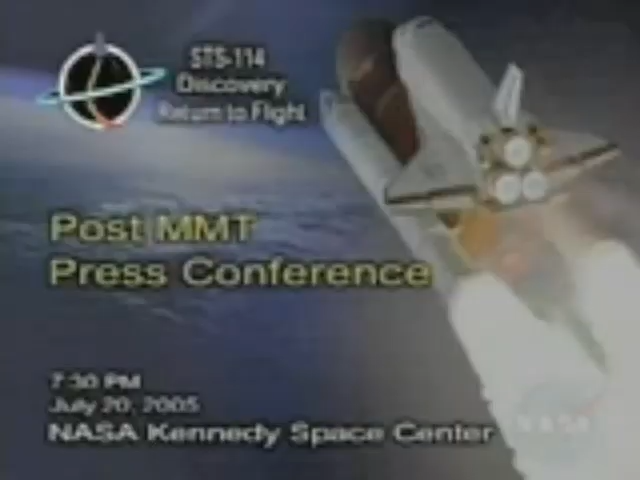 STS-114
Discovery
Return to Flight
Post MMT
Press Conference
7:30 PM
July 20, 2005
NASA Kennedy Space Center
NASA